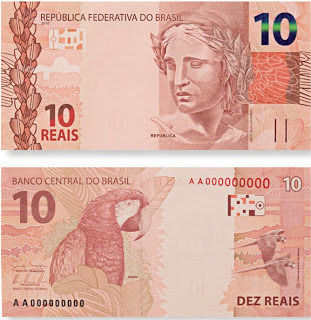 REPÚBLICA FEDERATIVA DO BRASIL
2010
10
10
REAIS
REPÚBLICA
BANCO CENTRAL DO BRASIL
A A 000000000
10
10
ARARA
A A 000000000
DEZ REAIS